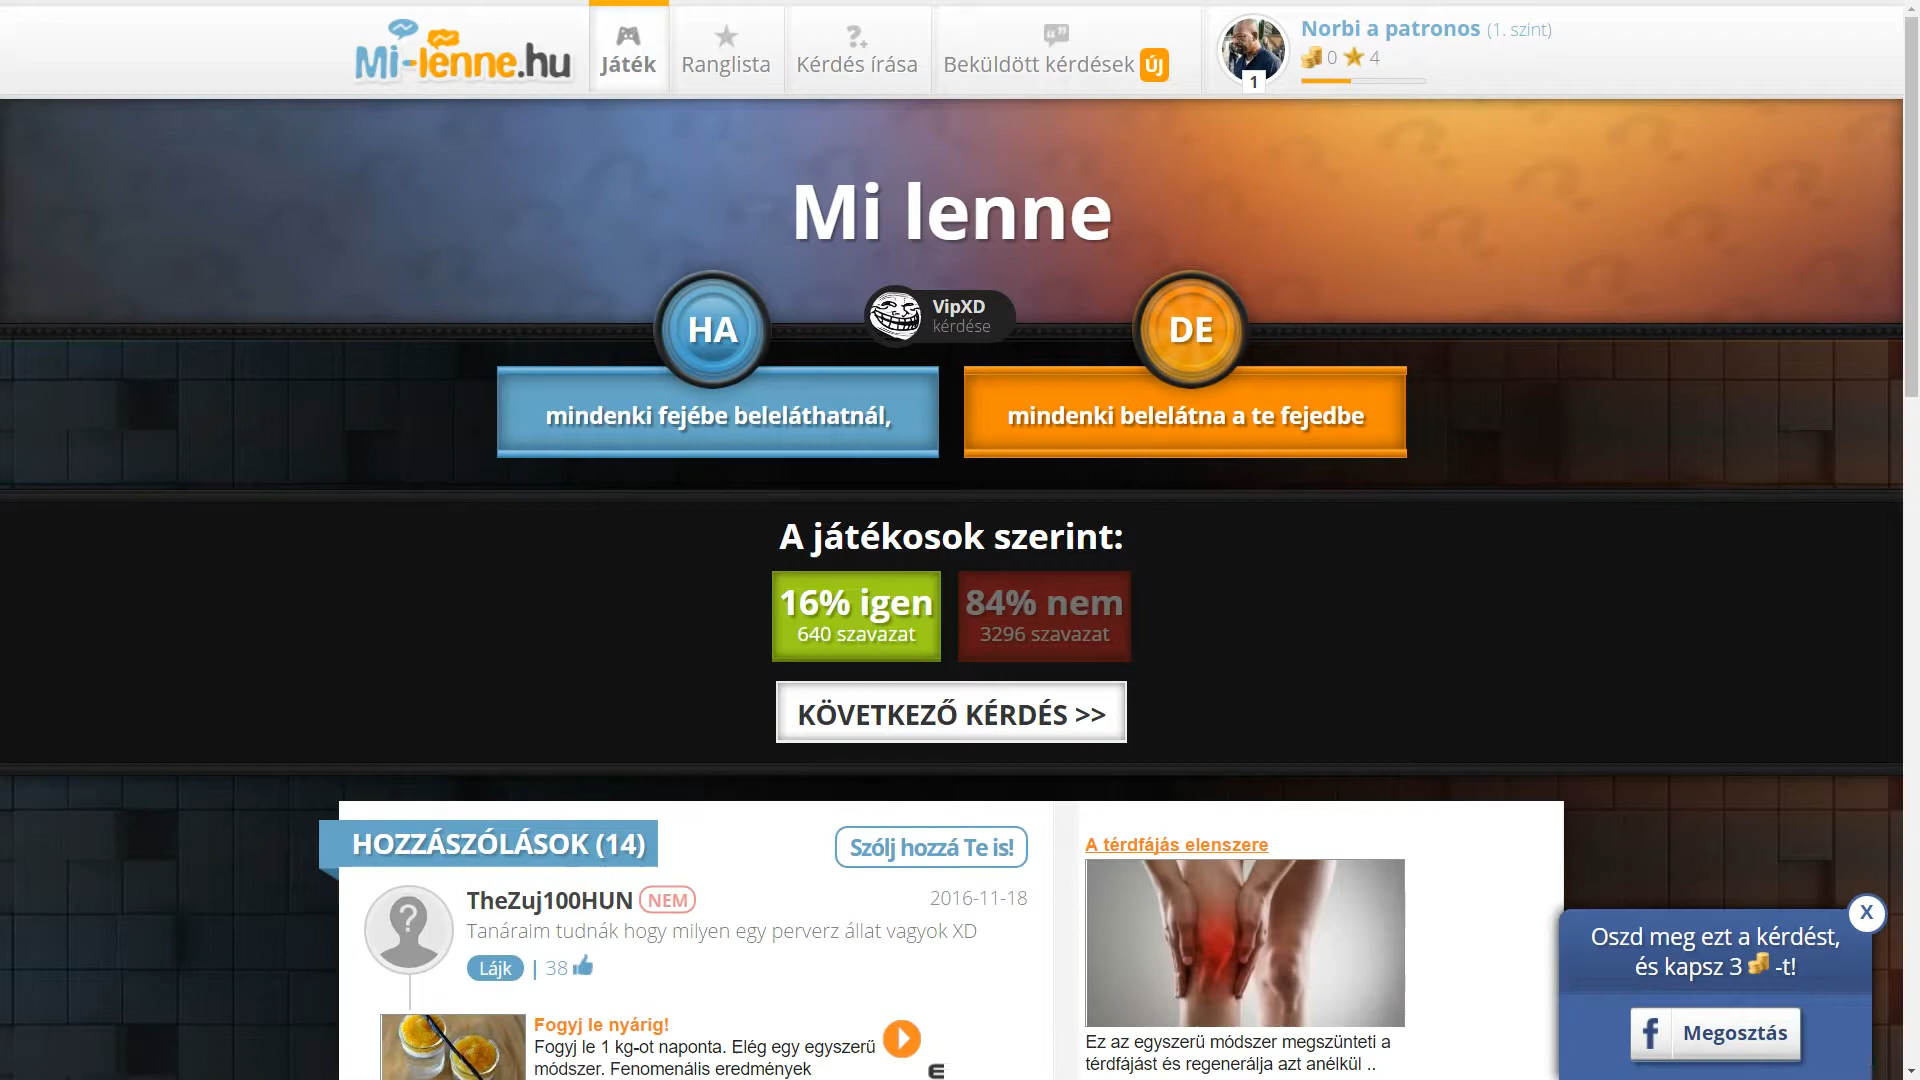 Mi-lenne.hu
Játék
Ranglista
Kérdés írása
Beküldött kérdések ÚJ
Norbi a patronos (1. szint)
0 4
1
Mi lenne
HA
VipXD
kérdése
DE
mindenki fejébe beleláthatnál,
mindenki belelátna a te fejedbe
A játékosok szerint:
16% igen
640 szavazat
84% nem
3296 szavazat
KÖVETKEZŐ KÉRDÉS >>
HOZZÁSZÓLÁSOK (14)
Szólj hozzá Te is!
TheZuj100HUN NEM
2016-11-18
Tanáraim tudnák hogy milyen egy perverz állat vagyok XD
Lájk | 38
Fogyj le nyárig!
Fogyj le 1 kg-ot naponta. Elég egy egyszerű
módszer. Fenomenális eredmények
A térdfájás elenszere
Ez az egyszerü módszer megszünteti a
térdfájást és regenerálja azt anélkül ..
X
Oszd meg ezt a kérdést,
és kapsz 3 -t!
f Megosztás